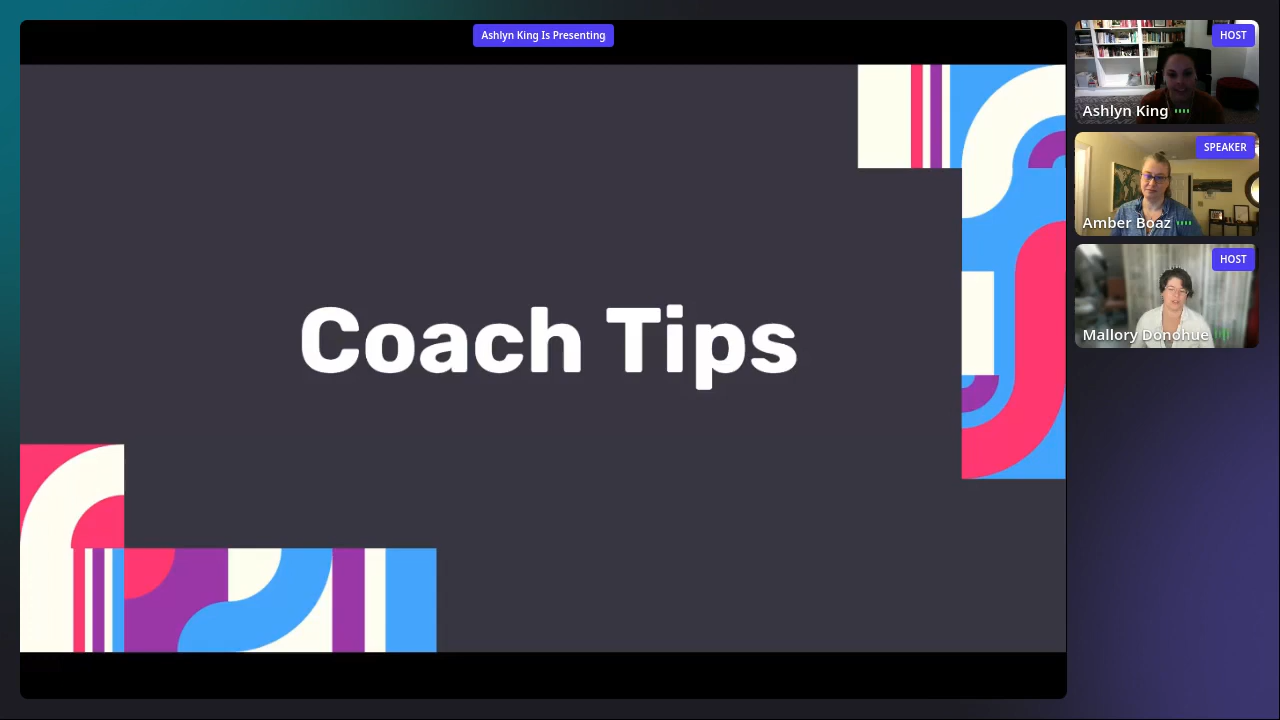 Ashlyn King Is Presenting
Coach Tips
HOST
Ashlyn King
SPEAKER
Amber Boaz
HOST
Mallory Donohue